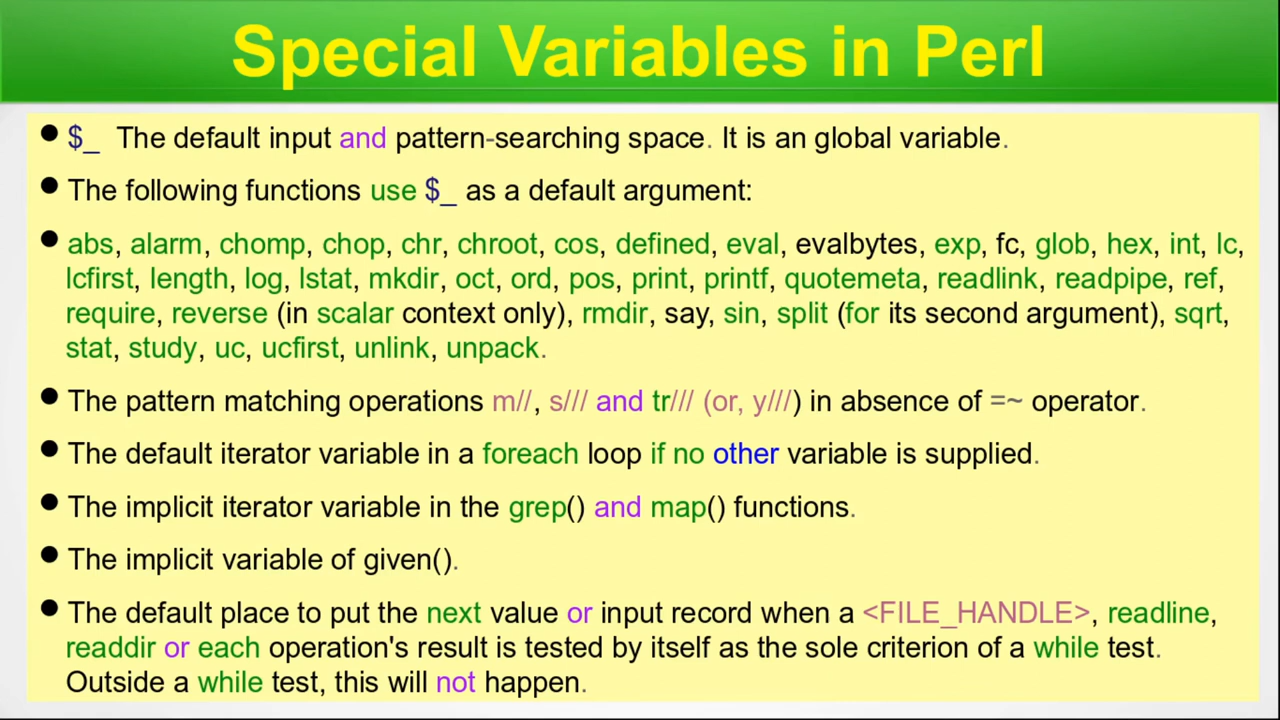 Special Variables in Perl
● $_ The default input and pattern-searching space. It is an global variable.
● The following functions use $_ as a default argument:
● abs, alarm, chomp, chop, chr, chroot, cos, defined, eval, evalbytes, exp, fc, glob, hex, int, lc,
lcfirst, length, log, lstat, mkdir, oct, ord, pos, print, printf, quotemeta, readlink, readpipe, ref,
require, reverse (in scalar context only), rmdir, say, sin, split (for its second argument), sqrt,
stat, study, uc, ucfirst, unlink, unpack.
● The pattern matching operations m//, s/// and tr/// (or, y///) in absence of =~ operator.
● The default iterator variable in a foreach loop if no other variable is supplied.
● The implicit iterator variable in the grep() and map() functions.
● The implicit variable of given().
● The default place to put the next value or input record when a <FILE_HANDLE>, readline,
readdir or each operation's result is tested by itself as the sole criterion of a while test.
Outside a while test, this will not happen.